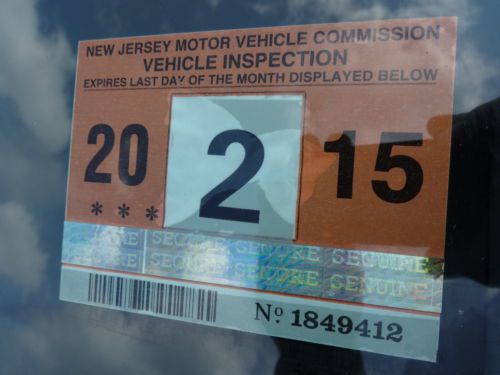 NEW JERSEY MOTOR VEHICLE COMMISSION
VEHICLE INSPECTION
EXPIRES LAST DAY OF THE MONTH DISPLAYED BELOW
20 2 15
***
SECURE SECURE SECURE SECURE SECURE
GENUINE
No. 1849412